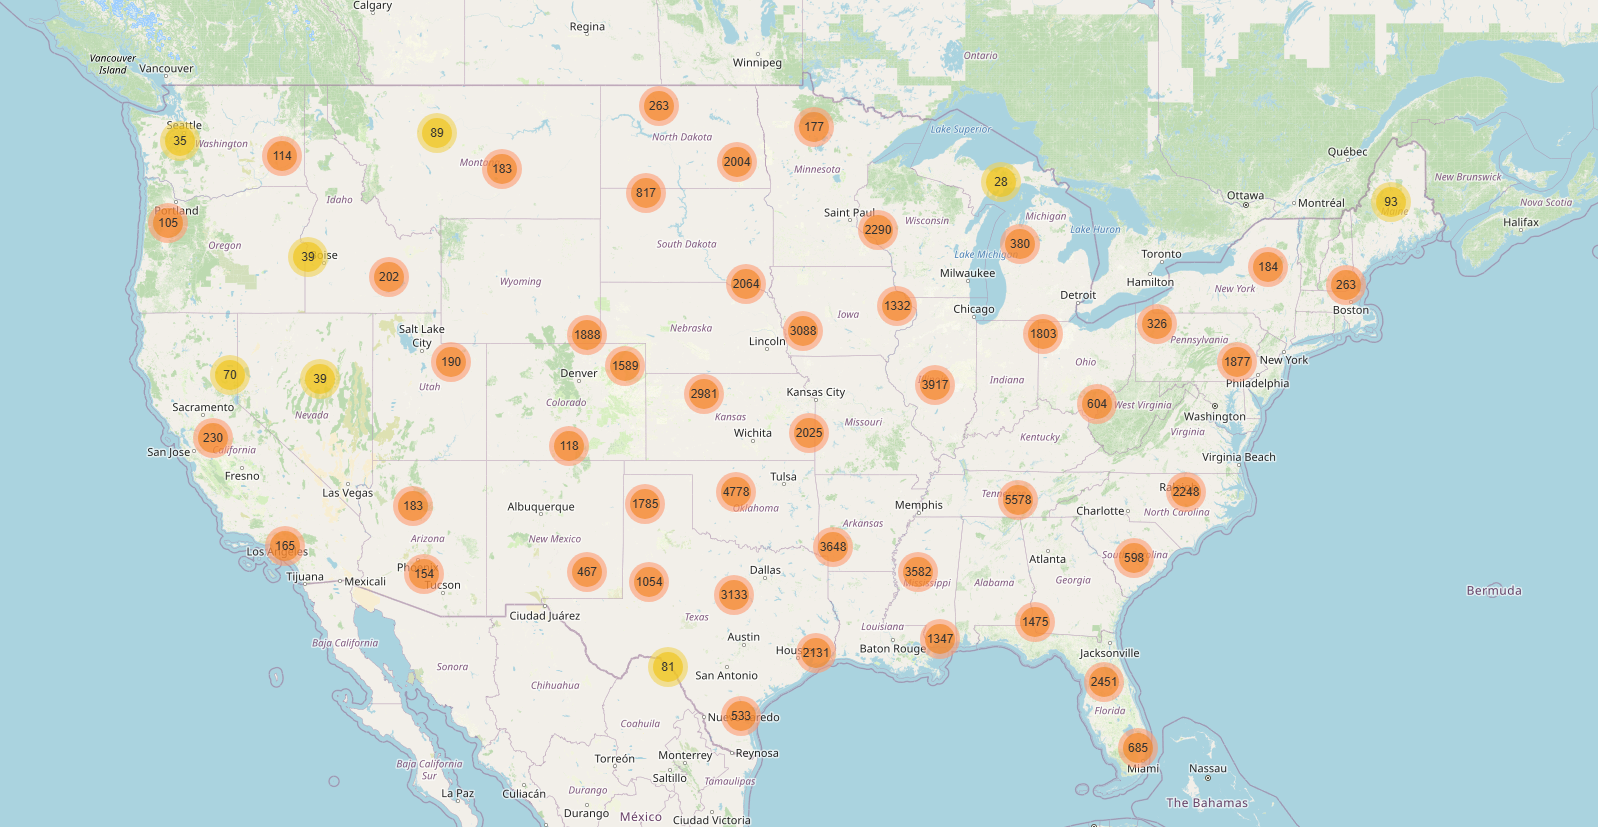 Calgary
Regina
Vancouver
Island
Vancouver
Winnipeg
Ontario
263
North Dakota
177
Lake Superior
Seattle
35
Washington
89
114
183
2004
Minnesota
Québec
New Brunswick
28
817
Idaho
Ottawa
Montréal
93
Nova Scotia
Halifax
Portland
105
Saint Paul
Wisconsin
Michigan
2290
Lake Huron
380
Oregon
South Dakota
Lake Michigan
Toronto
39
202
Milwaukee
Hamilton
184
Wyoming
2064
New York
263
Detroit
Boston
1332
Chicago
Iowa
Salt Lake
City
1888
Nebraska
3088
Lincoln
1803
326
Pennsylvania
190
Utah
1589
Denver
Ohio
1877
New York
70
39
Indiana
3917
Philadelphia
2981
Kansas City
Colorado
604
West Virginia
Sacramento
Nevada
Kansas
Missouri
Washington
230
California
118
Wichita
2025
Kentucky
Virginia
San Jose
Fresno
Virginia Beach
Las Vegas
Tulsa
4778
1785
Oklahoma
5578
2248
North Carolina
183
Albuquerque
Memphis
Charlotte
Arkansas
Arizona
New Mexico
165
Los Angeles
3648
598
Atlanta
Phoenix
154
Tucson
467
1054
Dallas
3582
Mississippi
Alabama
Georgia
Tijuana
Mexicali
3133
Bermuda
Ciudad Juárez
Texas
1475
Louisiana
Baja California
Austin
2131
Baton Rouge
1347
Jacksonville
Sonora
81
San Antonio
Chihuahua
2451
Florida
533
Coahuila
685
Miami
Monterrey
Reynosa
Torreón
Baja California
Sur
Saltillo
Tamaulipas
Nassau
La Paz
Culiacán
Durango
The Bahamas
Durango
México
Ciudad Victoria